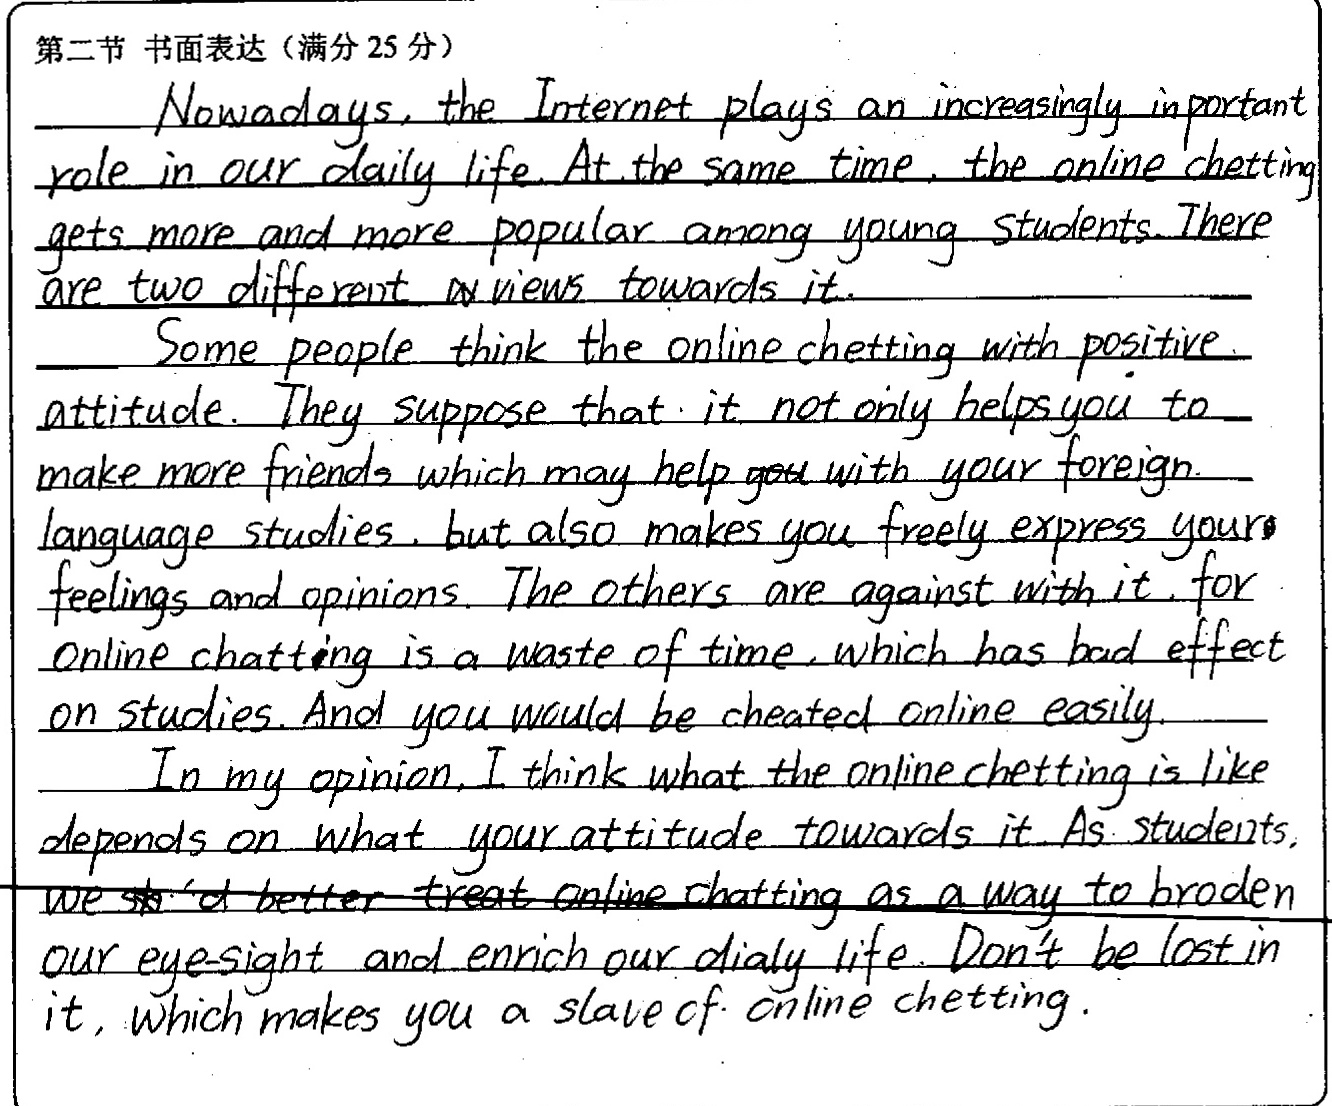 第二节 书面表达（满分 25 分）
Nowadays, the Internet plays an increasingly inportant
role in our daily life. At the same time, the online chetting
gets more and more popular among young students. There
are two different views towards it.
Some people think the online chetting with positive
attitude. They suppose that it not only helps you to
make more friends which may help you with your foreign
language studies, but also makes you freely express your
feelings and opinions. The others are against with it, for
online chatting is a waste of time, which has bad effect
on studies. And you would be cheated online easily.
In my opinion, I think what the online chetting is like
depends on what your attitude towards it. As students,
we 'd better treat online chatting as a way to broden
our eye-sight and enrich our dialy life. Don't be lost in
it, which makes you a slave of online chetting.